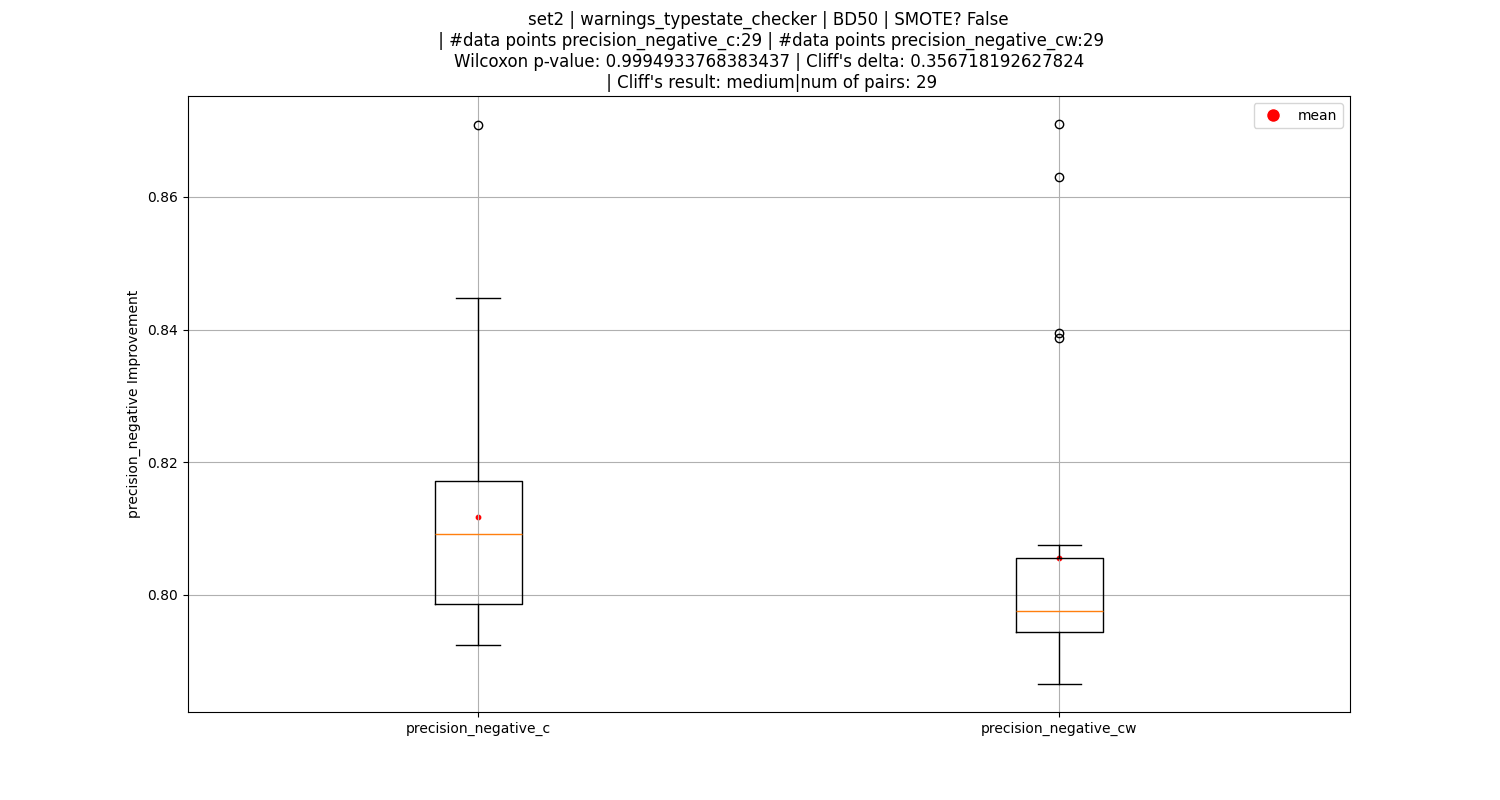 set2 | warnings_typestate_checker | BD50 | SMOTE? False
| #data points precision_negative_c:29 | #data points precision_negative_cw:29
Wilcoxon p-value: 0.9994933768383437 | Cliff's delta: 0.356718192627824
| Cliff's result: medium|num of pairs: 29
mean
0.86
0.84
0.82
0.80
precision_negative Improvement
precision_negative_c
precision_negative_cw